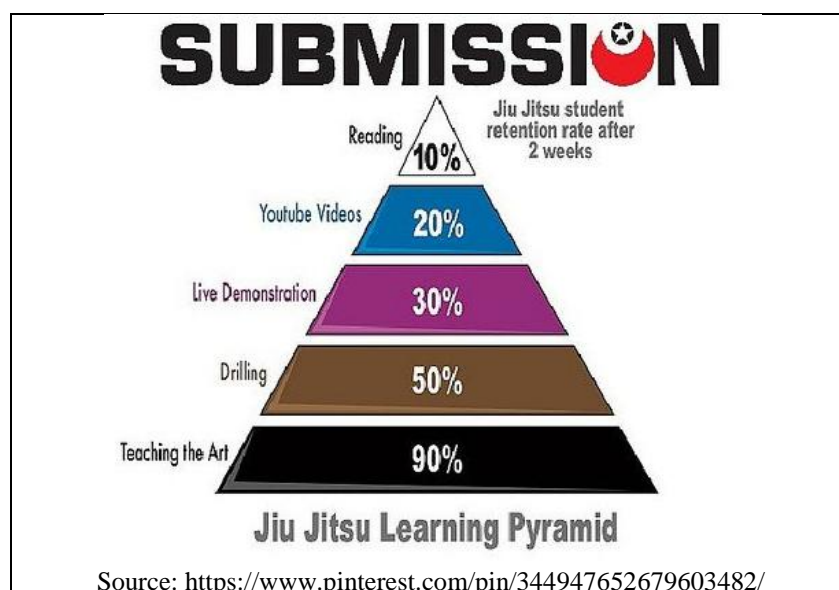 SUBMISSION
Jiu Jitsu student
retention rate after
2 weeks
Reading
10%
Youtube Videos
20%
Live Demonstration
30%
Drilling
50%
Teaching the Art
90%
Jiu Jitsu Learning Pyramid
Source: https://www.pinterest.com/pin/344947652679603482/